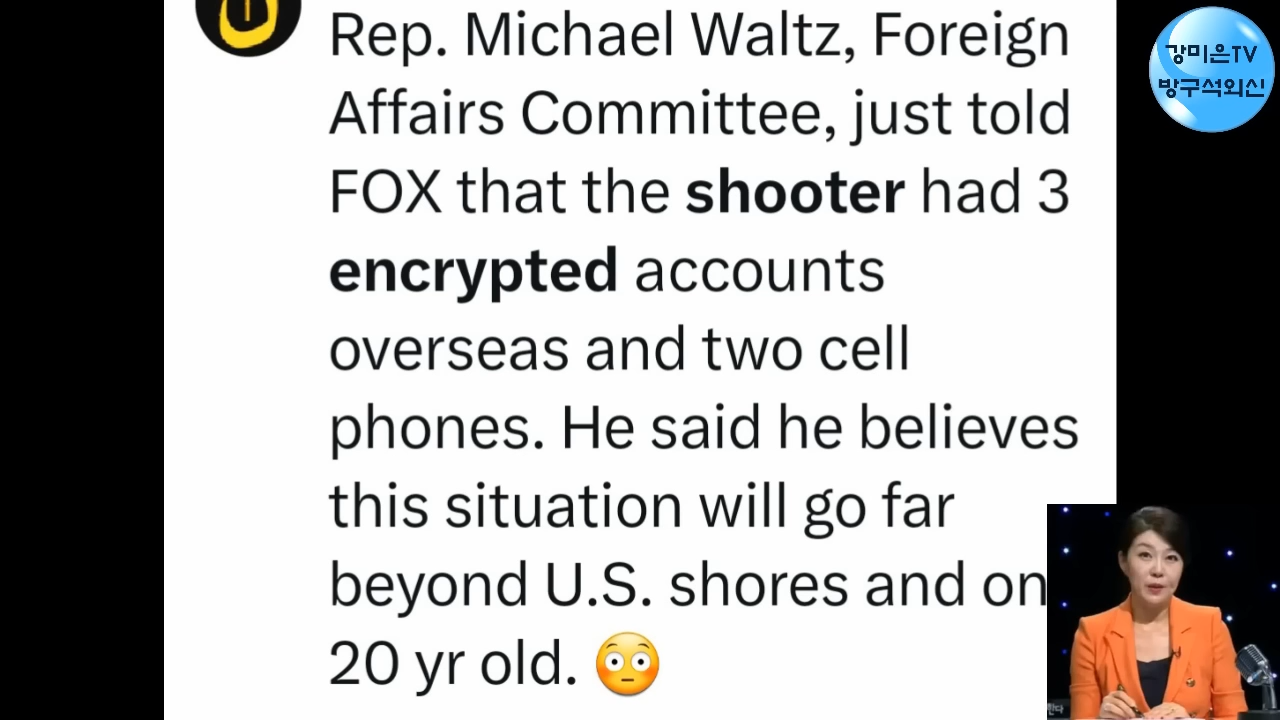 Rep. Michael Waltz, Foreign
Affairs Committee, just told
FOX that the shooter had 3
encrypted accounts
overseas and two cell
phones. He said he believes
this situation will go far
beyond U.S. shores and on
20 yr old. 😳
강미은TV
방구석외신
한다